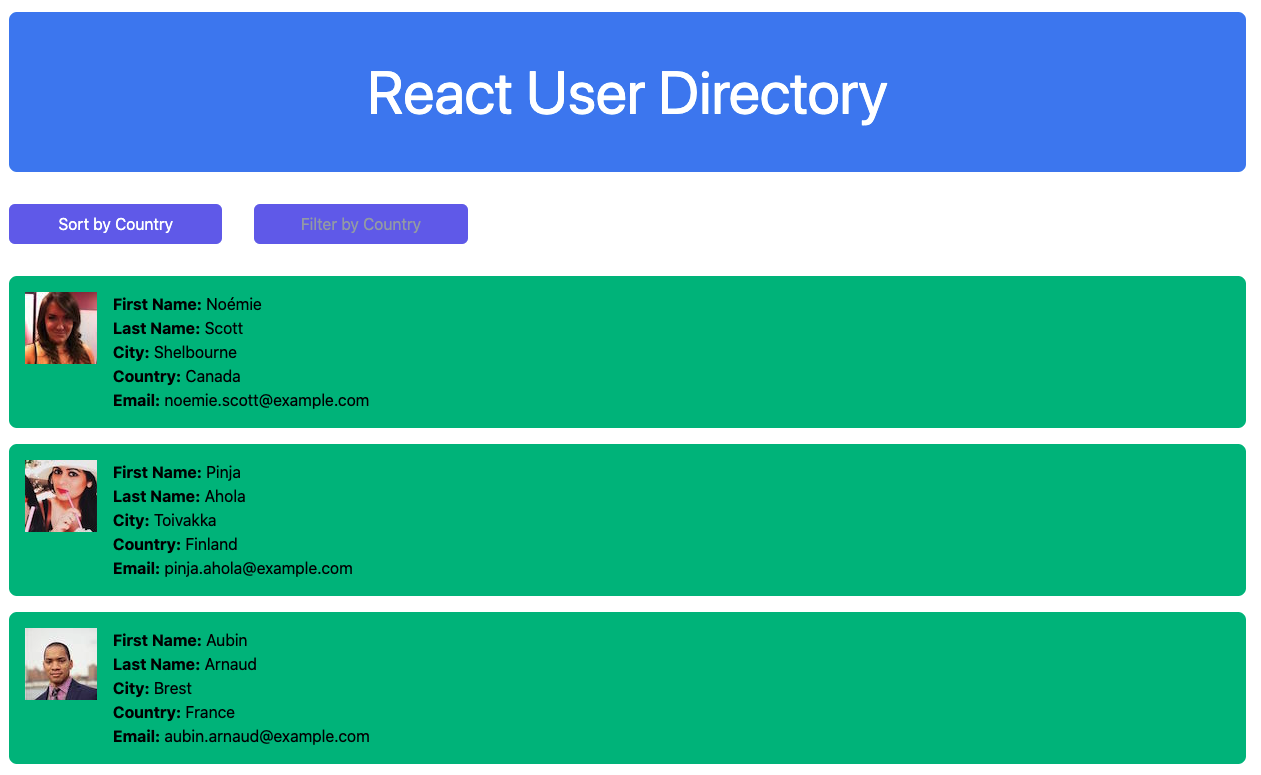 React User Directory
Sort by Country
Filter by Country
First Name: Noémie
Last Name: Scott
City: Shelbourne
Country: Canada
Email: noemie.scott@example.com
First Name: Pinja
Last Name: Ahola
City: Toivakka
Country: Finland
Email: pinja.ahola@example.com
First Name: Aubin
Last Name: Arnaud
City: Brest
Country: France
Email: aubin.arnaud@example.com